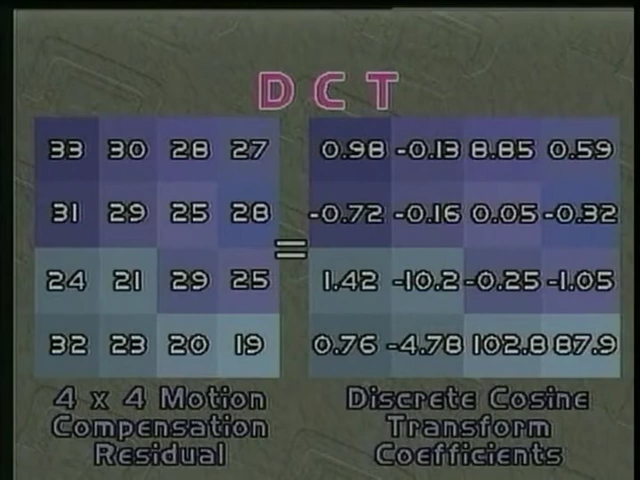 DCT
33 30 28 27 0.98 -0.13 8.85 0.59
31 29 25 28 -0.72 -0.16 0.05 -0.32
=
24 21 29 25 1.42 -10.2 -0.25 -1.05
32 23 20 19 0.76 -4.78 102.8 87.9
4 x 4 Motion
Compensation
Residual
Discrete Cosine
Transform
Coefficients